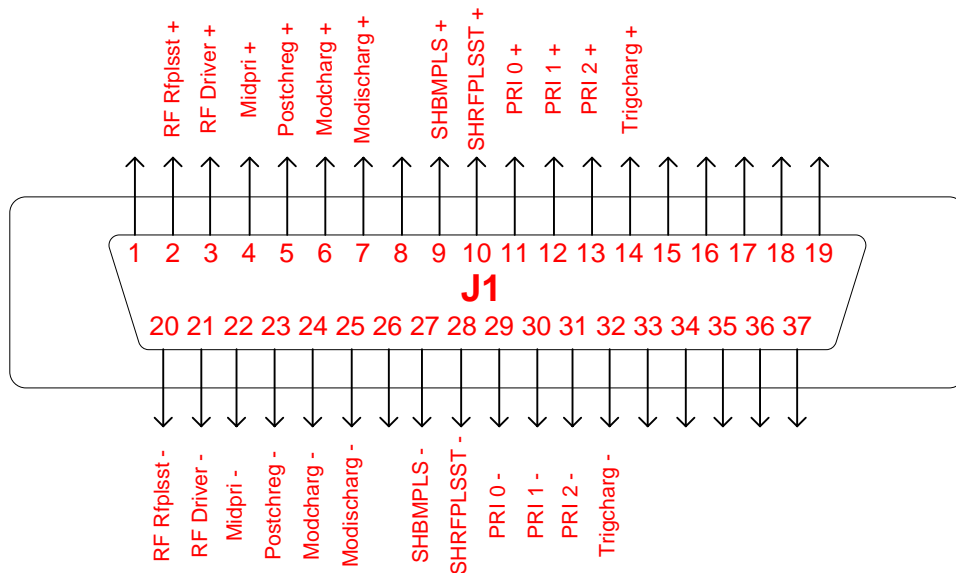 RF Rfplsst +
RF Driver +
Midpri +
Postchreg +
Modcharg +
Modischarg +
SHBMPLS +
SHRFPLSST +
PRI 0 +
PRI 1 +
PRI 2 +
Trigcharg +
1 2 3 4 5 6 7 8 9 10 11 12 13 14 15 16 17 18 19
J1
20 21 22 23 24 25 26 27 28 29 30 31 32 33 34 35 36 37
RF Rfplsst -
RF Driver -
Midpri -
Postchreg -
Modcharg -
Modischarg -
SHBMPLS -
SHRFPLSST -
PRI 0 -
PRI 1 -
PRI 2 -
Trigcharg -